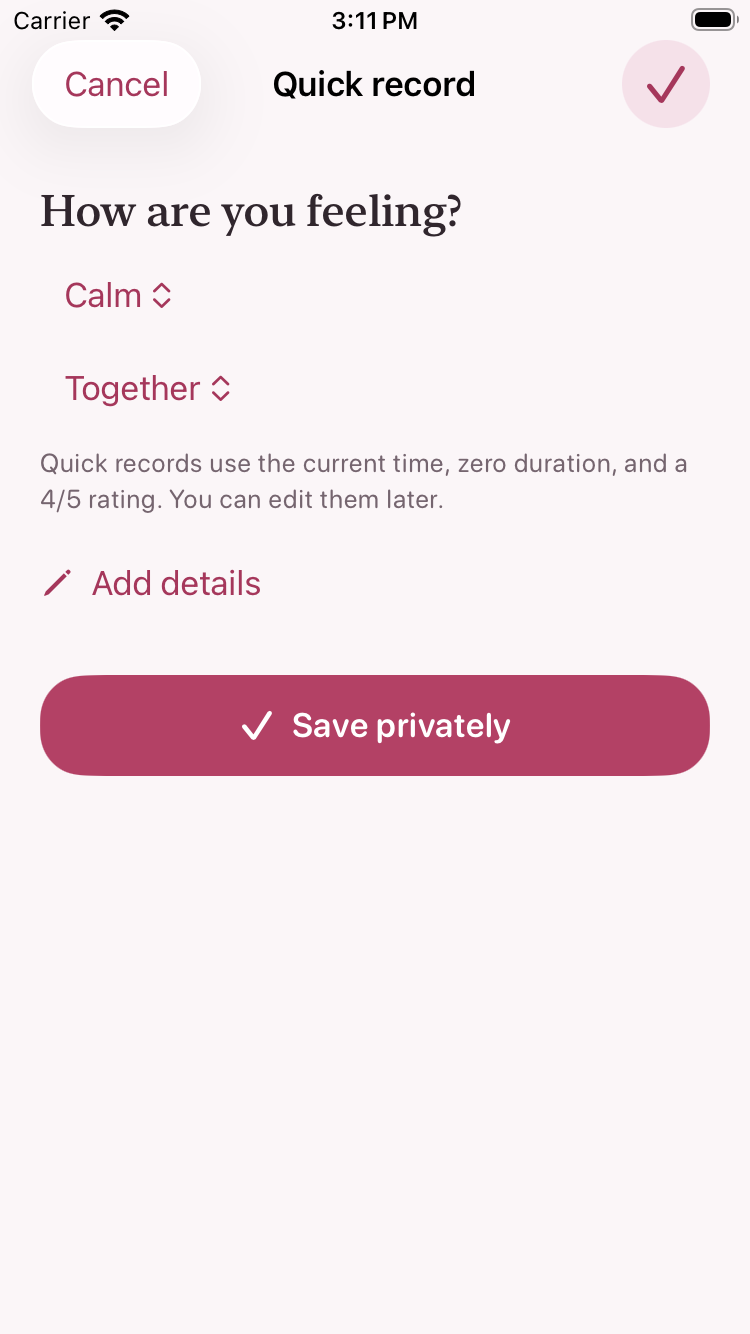 Carrier 3:11 PM
Cancel Quick record
How are you feeling?
Calm
Together
Quick records use the current time, zero duration, and a
4/5 rating. You can edit them later.
Add details
Save privately